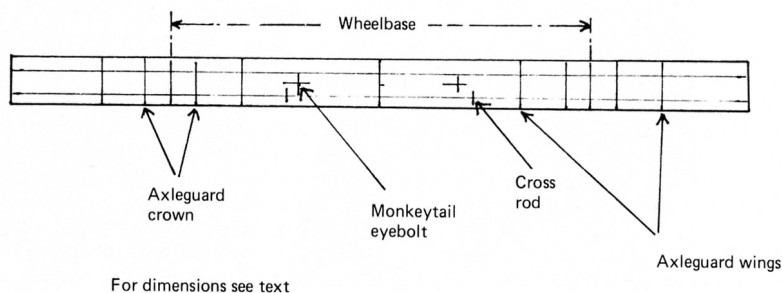 Wheelbase
Axleguard
crown
Monkeytail
eyebolt
Cross
rod
Axleguard wings
For dimensions see text